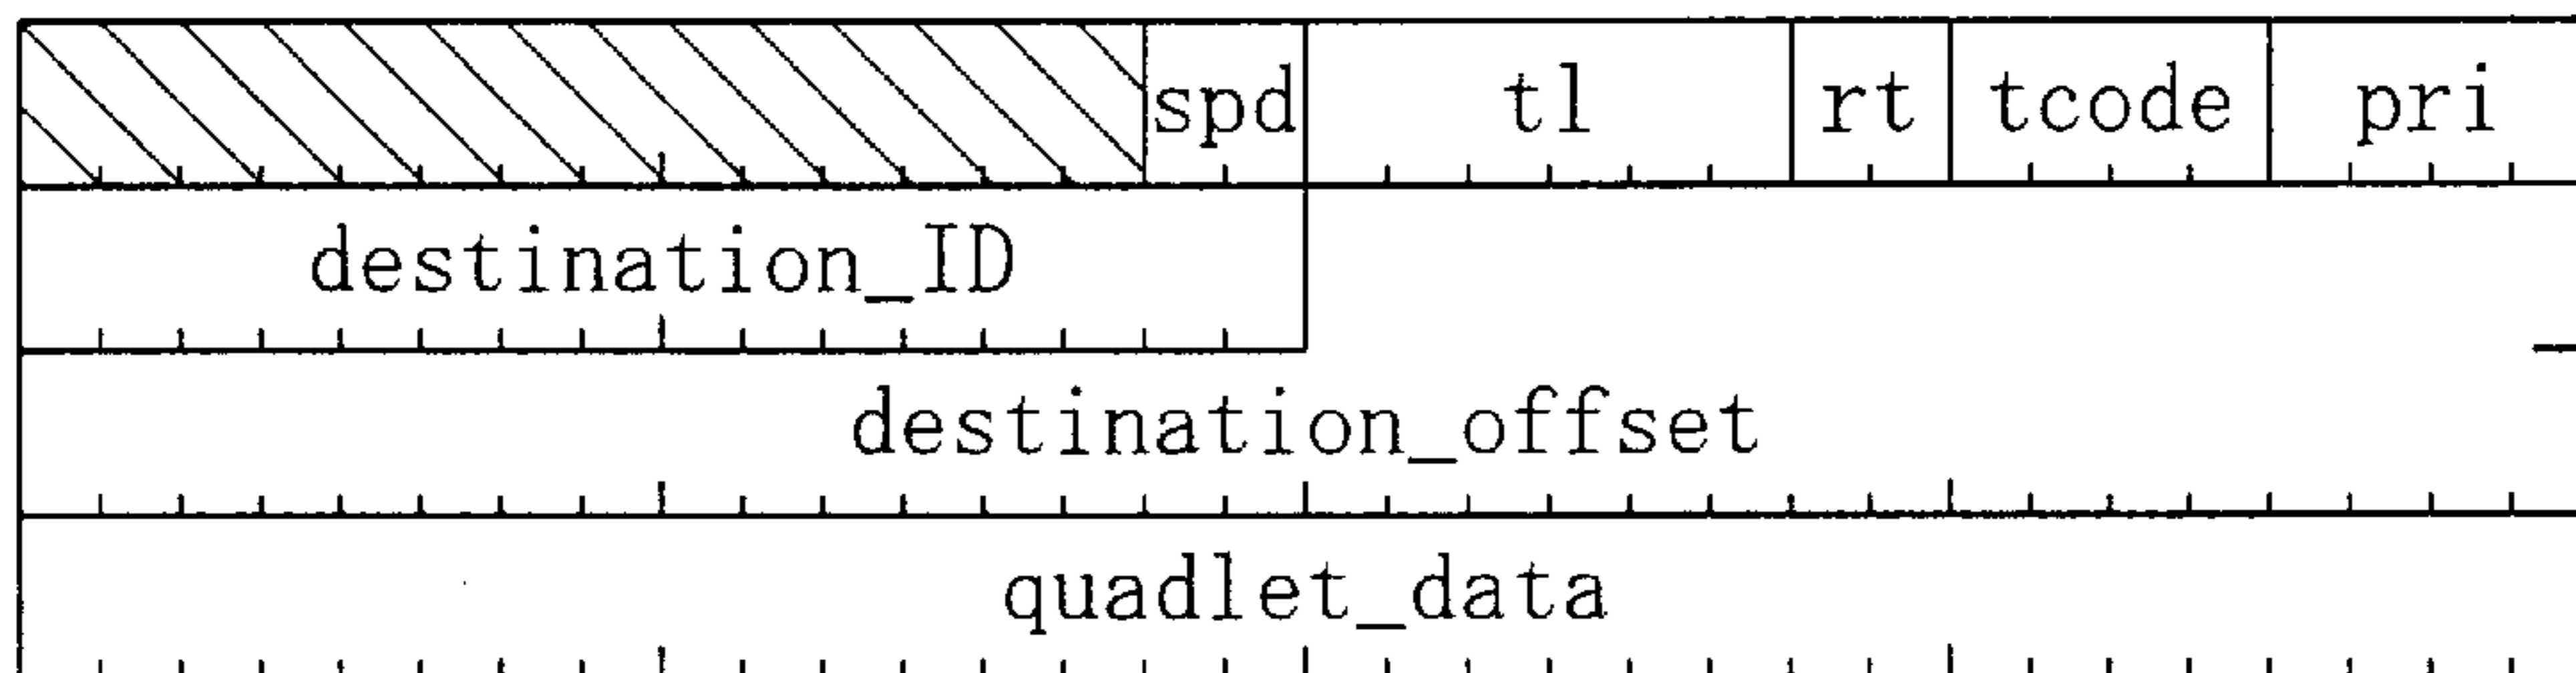 spd tl rt tcode pri
destination_ID
destination_offset
quadlet_data